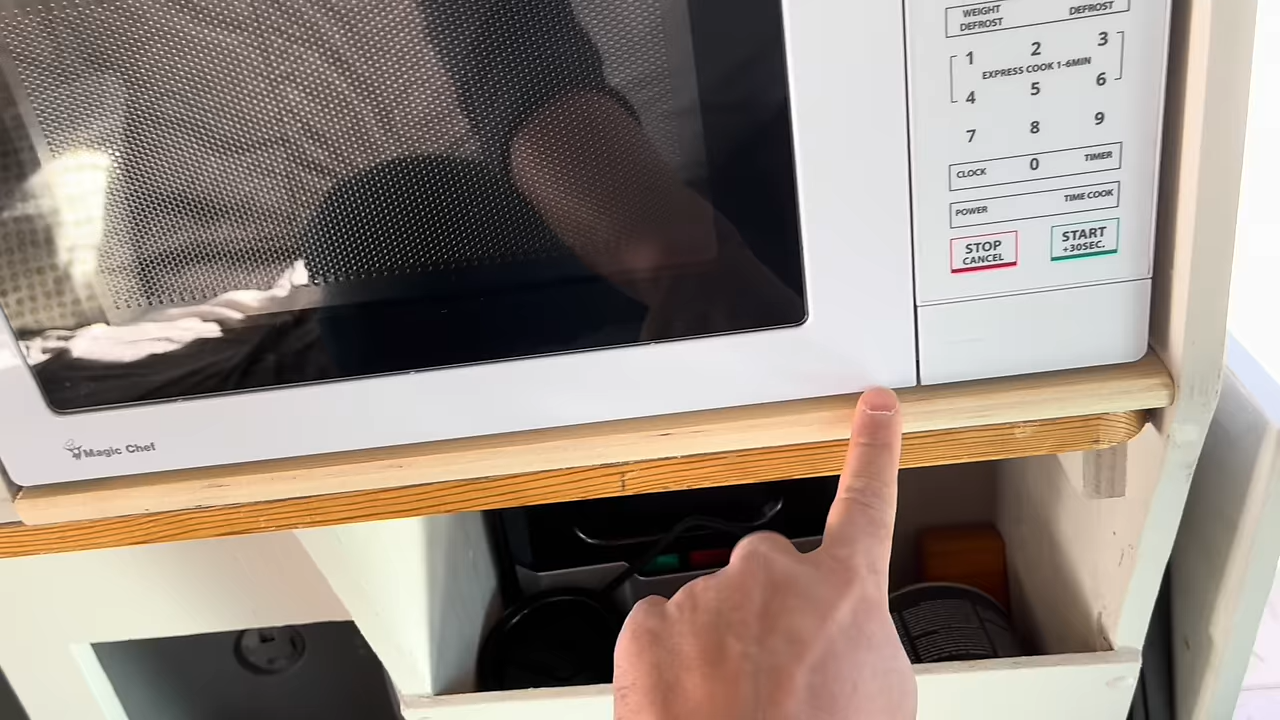 WEIGHT
DEFROST
DEFROST
1 2 3
EXPRESS COOK 1-6MIN
4 5 6
7 8 9
CLOCK 0 TIMER
POWER TIME COOK
STOP
CANCEL
START
+30SEC.
Magic Chef